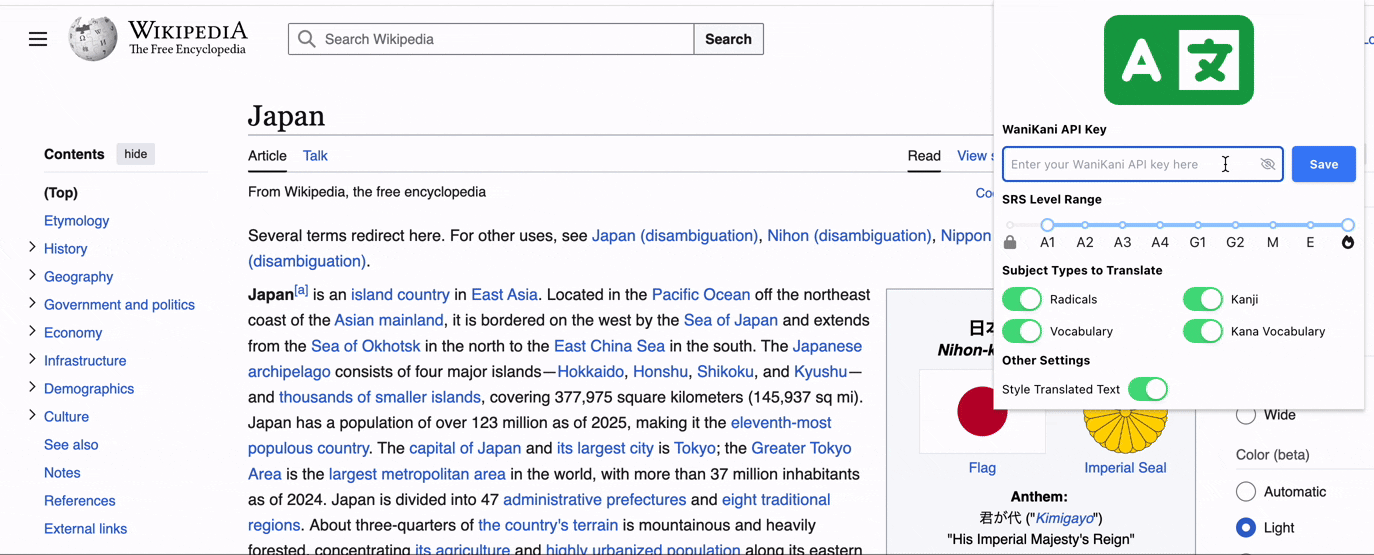 WIKIPEDIA
The Free Encyclopedia
Search Wikipedia
Search
Contents hide
(Top)
Etymology
History
Geography
Government and politics
Economy
Infrastructure
Demographics
Culture
See also
Notes
References
External links
Japan
Article Talk
Read View
From Wikipedia, the free encyclopedia
Several terms redirect here. For other uses, see Japan (disambiguation), Nihon (disambiguation), Nippon
(disambiguation).
Japan[a] is an island country in East Asia. Located in the Pacific Ocean off the northeast
coast of the Asian mainland, it is bordered on the west by the Sea of Japan and extends
from the Sea of Okhotsk in the north to the East China Sea in the south. The Japanese
archipelago consists of four major islands—Hokkaido, Honshu, Shikoku, and Kyushu—
and thousands of smaller islands, covering 377,975 square kilometers (145,937 sq mi).
Japan has a population of over 123 million as of 2025, making it the eleventh-most
populous country. The capital of Japan and its largest city is Tokyo; the Greater Tokyo
Area is the largest metropolitan area in the world, with more than 37 million inhabitants
as of 2024. Japan is divided into 47 administrative prefectures and eight traditional
regions. About three-quarters of the country's terrain is mountainous and heavily
forested, concentrating its agriculture and highly urbanized population along its eastern
日本
Flag
Imperial Seal
Anthem:
君が代 ("Kimigayo")
"His Imperial Majesty's Reign"
A 文
WaniKani API Key
Enter your WaniKani API key here
Save
SRS Level Range
A1 A2 A3 A4 G1 G2 M E
Subject Types to Translate
Radicals Kanji
Vocabulary Kana Vocabulary
Other Settings
Style Translated Text
Wide
Color (beta)
Automatic
Light